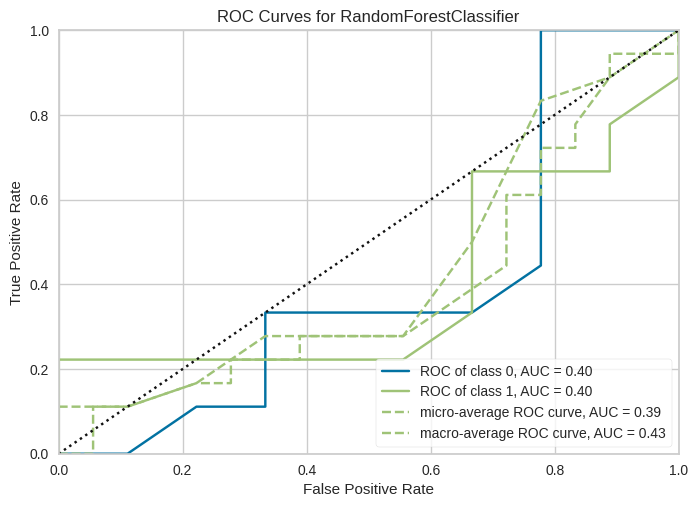 ROC Curves for RandomForestClassifier
1.0
0.8
0.6
0.4
0.2
0.0
True Positive Rate
ROC of class 0, AUC = 0.40
ROC of class 1, AUC = 0.40
micro-average ROC curve, AUC = 0.39
macro-average ROC curve, AUC = 0.43
0.0 0.2 0.4 0.6 0.8 1.0
False Positive Rate